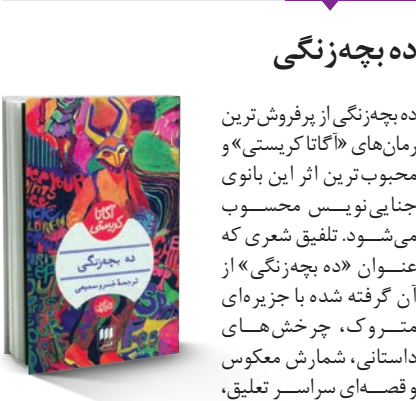 ده بچه‌زنگی
ده بچه‌زنگی از پرفروش‌ترین
رمان‌های «آگاتا کریستی» و
محبوب‌ترین اثر این بانوی
جنایی‌نویس محسوب
می‌شود. تلفیق شعری که
عنوان «ده بچه‌زنگی» از
آن گرفته شده با جزیره‌ای
متروک، چرخش‌های
داستانی، شمارش معکوس
و قصه‌ای سراسر تعلیق،
آگاتا
کریستی
ده بچه‌زنگی
ترجمهٔ خسرو سمیعی